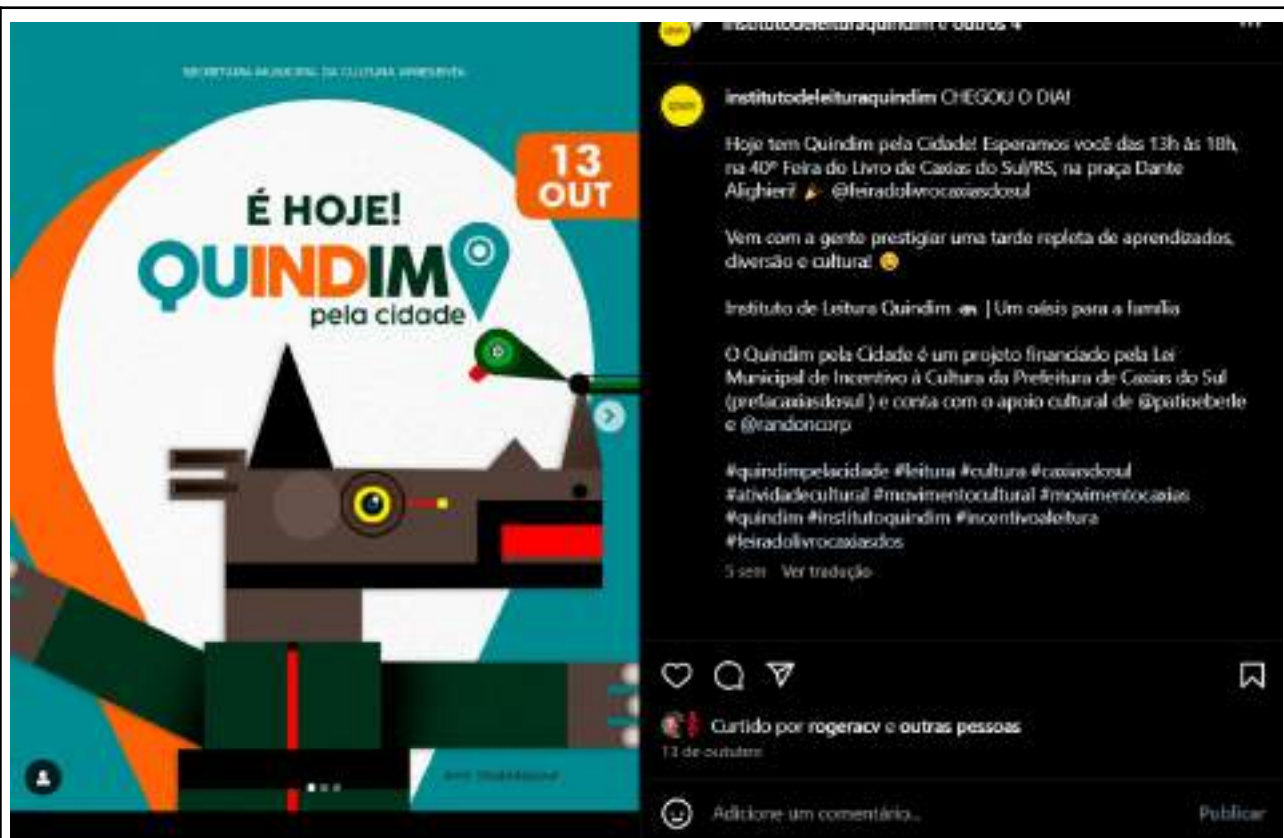 SECRETARIA MUNICIPAL DA CULTURA APRESENTA
13
OUT
É HOJE!
QUINDIM
pela cidade
institutodeleituraquindim e outros 4
institutodeleituraquindim CHEGOU O DIA!
Hoje tem Quindim pela Cidade! Esperamos você das 13h às 18h,
na 40ª Feira do Livro de Caxias do Sul/RS, na praça Dante
Alighieri! 🎉 @feiradolivrocaxiasdosul
Vem com a gente prestigiar uma tarde repleta de aprendizados,
diversão e cultura! 😊
Instituto de Leitura Quindim 🦏 | Um oásis para a família
O Quindim pela Cidade é um projeto financiado pela Lei
Municipal de Incentivo à Cultura da Prefeitura de Caxias do Sul
(prefacaxiasdosul ) e conta com o apoio cultural de @patioeberle
e @randoncorp
#quindimpelacidade #leitura #cultura #caxiasdosul
#atividadecultural #movimentocultural #movimentocaxias
#quindim #institutoquindim #incentivoaleitura
#feiradolivrocaxiasdos
5 sem Ver tradução
Curtido por rogeracv e outras pessoas
13 de outubro
Adicione um comentário...
Publicar